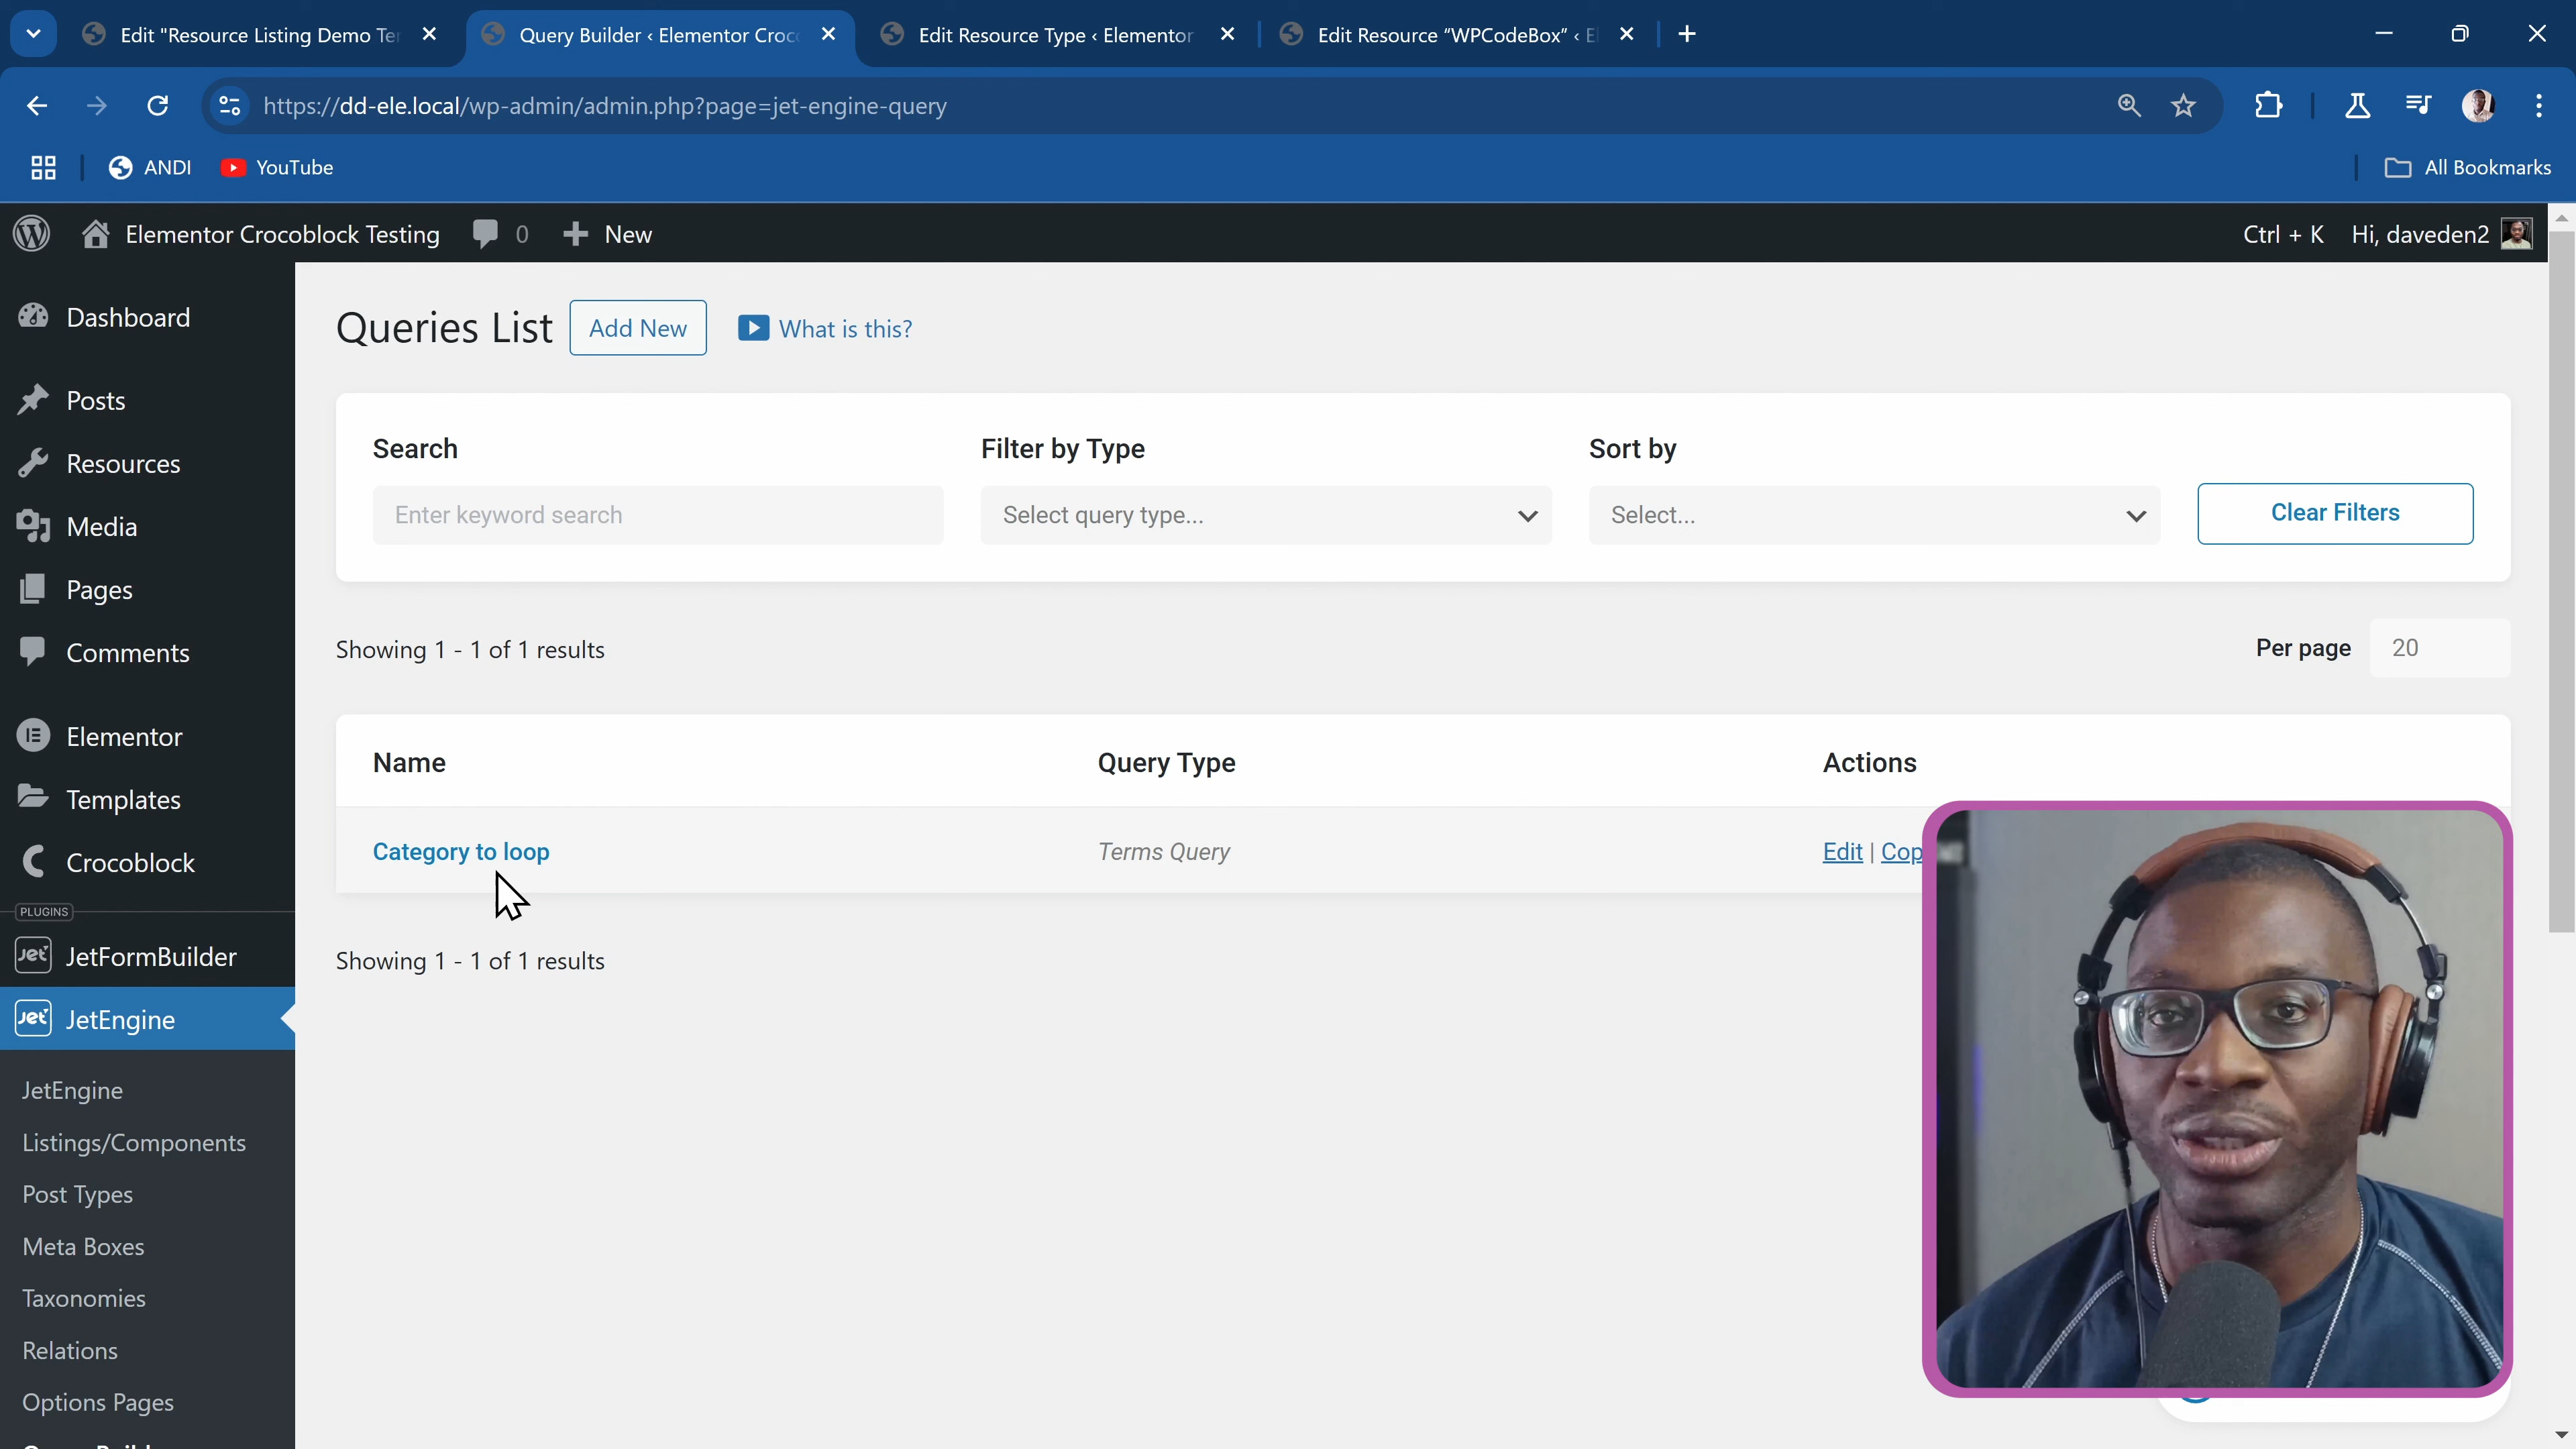 Edit "Resource Listing Demo Ter
Query Builder ‹ Elementor Croc
Edit Resource Type ‹ Elementor
Edit Resource “WPCodeBox” ‹ E
https://dd-ele.local/wp-admin/admin.php?page=jet-engine-query
ANDI
YouTube
All Bookmarks
Elementor Crocoblock Testing
0
New
Ctrl + K
Hi, daveden2
Dashboard
Posts
Resources
Media
Pages
Comments
Elementor
Templates
Crocoblock
PLUGINS
Jet JetFormBuilder
Jet JetEngine
JetEngine
Listings/Components
Post Types
Meta Boxes
Taxonomies
Relations
Options Pages
Queries List
Add New
What is this?
Search
Filter by Type
Sort by
Enter keyword search
Select query type...
Select...
Clear Filters
Showing 1 - 1 of 1 results
Per page
20
Name
Query Type
Actions
Category to loop
Terms Query
Edit | Cop
Showing 1 - 1 of 1 results